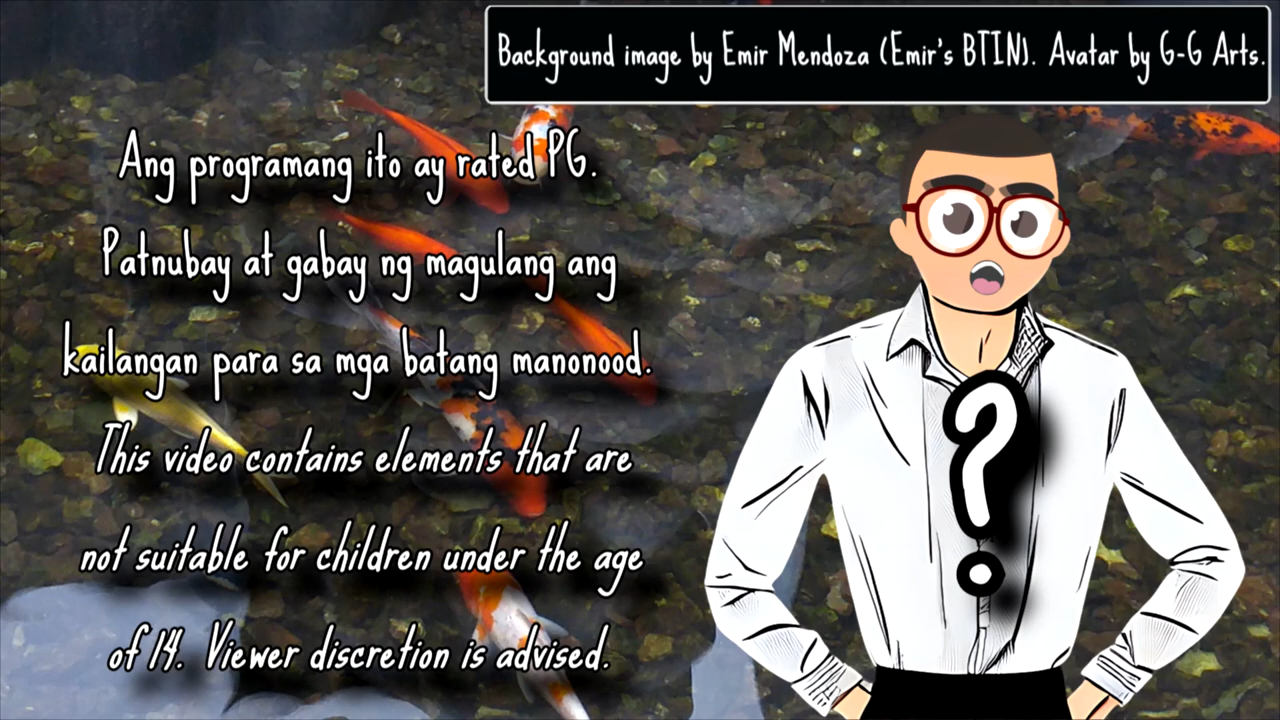 Background image by Emir Mendoza (Emir's BTIN). Avatar by G-G Arts.
Ang programang ito ay rated PG.
Patnubay at gabay ng magulang ang
kailangan para sa mga batang manonood.
This video contains elements that are
not suitable for children under the age
of 14. Viewer discretion is advised.
?